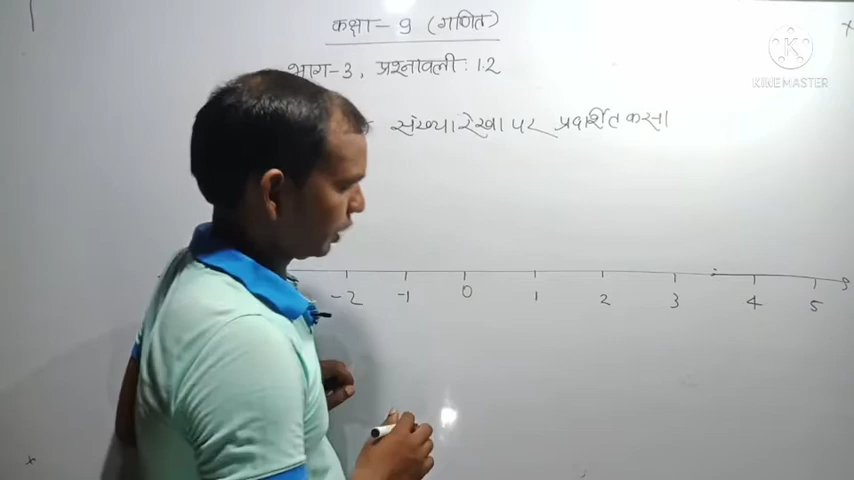 कक्षा-9 (गणित)
KINEMASTER
भाग-3, प्रश्नावली: 1.2
संख्या रेखा पर प्रदर्शित करना
-2 -1 0 1 2 3 4 5